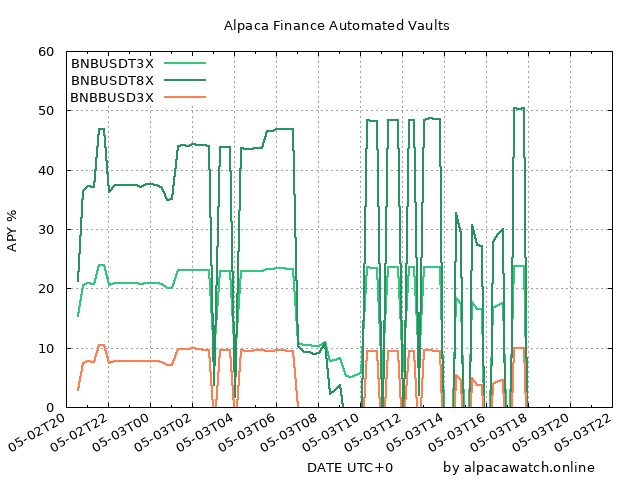 Alpaca Finance Automated Vaults
APY %
60
50
40
30
20
10
0
BNBUSDT3X
BNBUSDT8X
BNBBUSD3X
05-02T20
05-02T22
05-03T00
05-03T02
05-03T04
05-03T06
05-03T08
05-03T10
05-03T12
05-03T14
05-03T16
05-03T18
05-03T20
05-03T22
DATE UTC+0
by alpacawatch.online